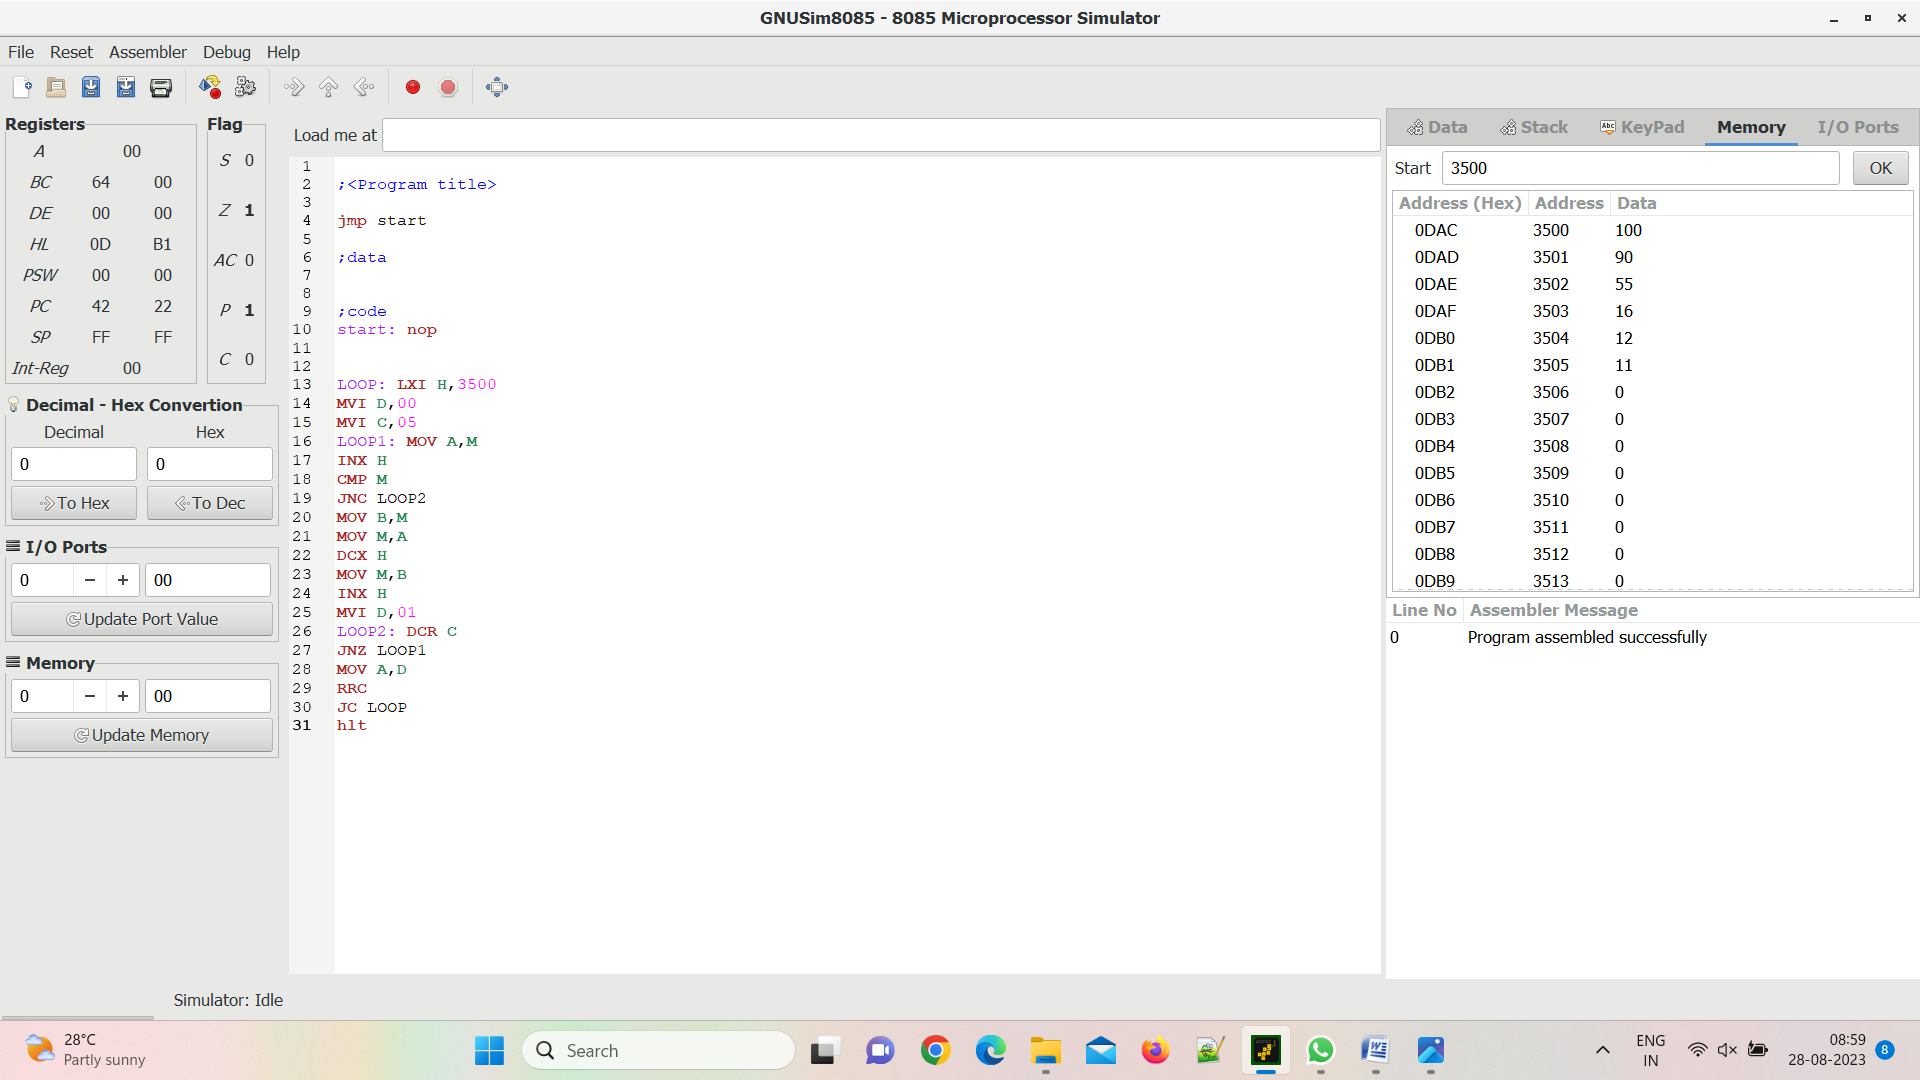 GNUSim8085 - 8085 Microprocessor Simulator
File Reset Assembler Debug Help
Registers
A 00
BC 64 00
DE 00 00
HL 0D B1
PSW 00 00
PC 42 22
SP FF FF
Int-Reg 00
Flag
S 0
Z 1
AC 0
P 1
C 0
Decimal - Hex Convertion
Decimal Hex
0 0
To Hex To Dec
I/O Ports
0 − + 00
Update Port Value
Memory
0 − + 00
Update Memory
Load me at
1
2 ;<Program title>
3
4 jmp start
5
6 ;data
7
8
9 ;code
10 start: nop
11
12
13 LOOP: LXI H,3500
14 MVI D,00
15 MVI C,05
16 LOOP1: MOV A,M
17 INX H
18 CMP M
19 JNC LOOP2
20 MOV B,M
21 MOV M,A
22 DCX H
23 MOV M,B
24 INX H
25 MVI D,01
26 LOOP2: DCR C
27 JNZ LOOP1
28 MOV A,D
29 RRC
30 JC LOOP
31 hlt
Data Stack Abc KeyPad Memory I/O Ports
Start 3500 OK
Address (Hex) Address Data
0DAC 3500 100
0DAD 3501 90
0DAE 3502 55
0DAF 3503 16
0DB0 3504 12
0DB1 3505 11
0DB2 3506 0
0DB3 3507 0
0DB4 3508 0
0DB5 3509 0
0DB6 3510 0
0DB7 3511 0
0DB8 3512 0
0DB9 3513 0
Line No Assembler Message
0 Program assembled successfully
Simulator: Idle
28°C
Partly sunny
Search
W
ENG
IN
08:59
28-08-2023
8